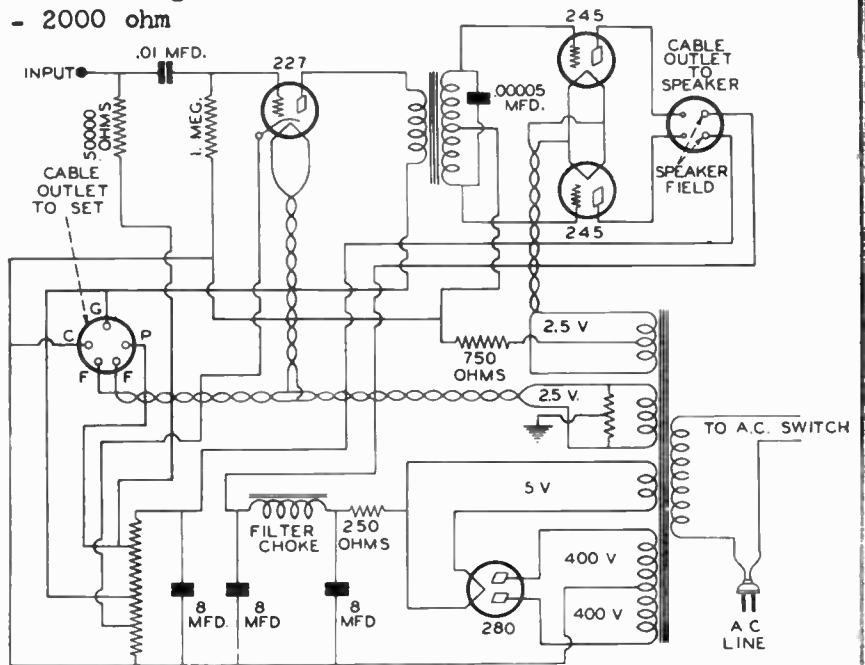 - 2000 ohm
.01 MFD.
INPUT
227
245
CABLE
OUTLET
TO
SPEAKER
.00005
MFD.
50000
OHMS
1. MEG.
CABLE
OUTLET
TO SET
SPEAKER
FIELD
245
G
C
P
F
F
2.5 V
750
OHMS
2.5 V.
TO A.C. SWITCH
5 V
FILTER
CHOKE
250
OHMS
400 V
400 V
8
MFD.
8
MFD
8
MFD
280
A C
LINE